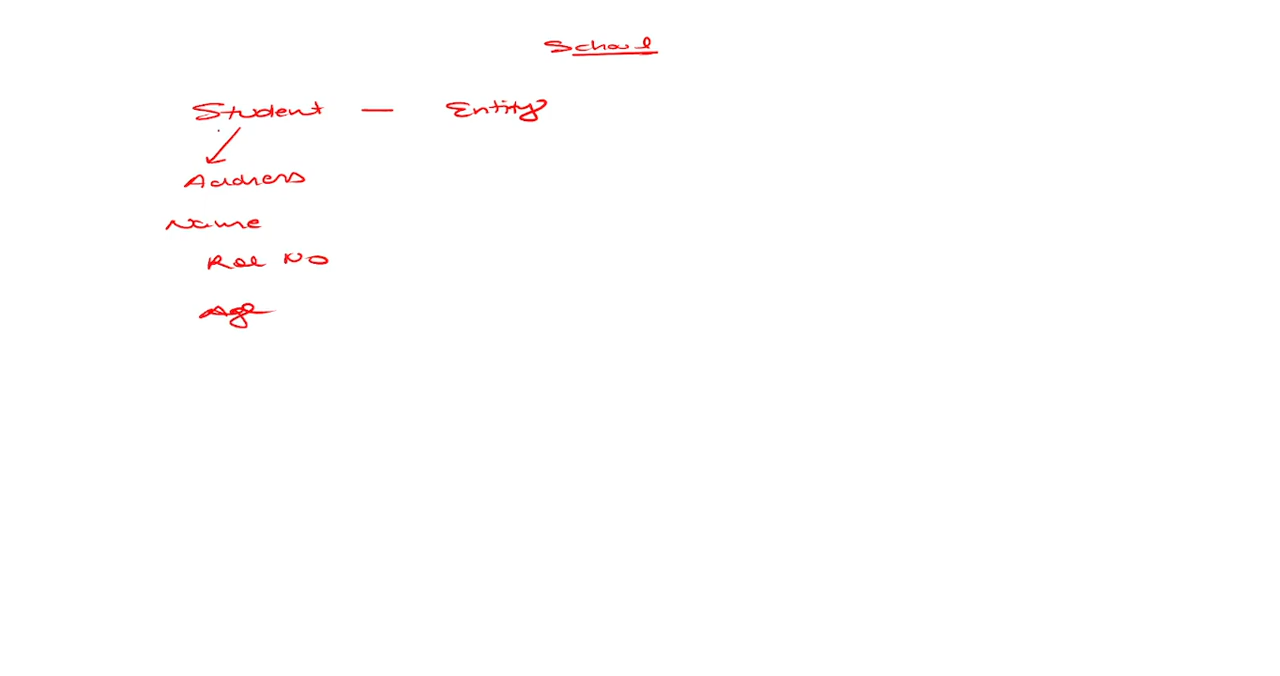 School
Student — Entity
Address
Name
Roll No
Age